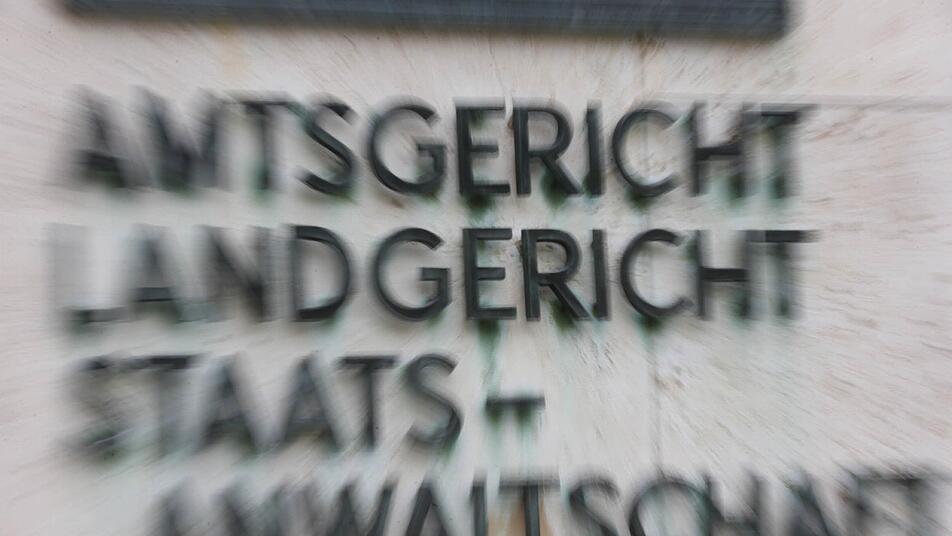 AMTSGERICHT
LANDGERICHT
STAATS-
ANWALTSCHAFT